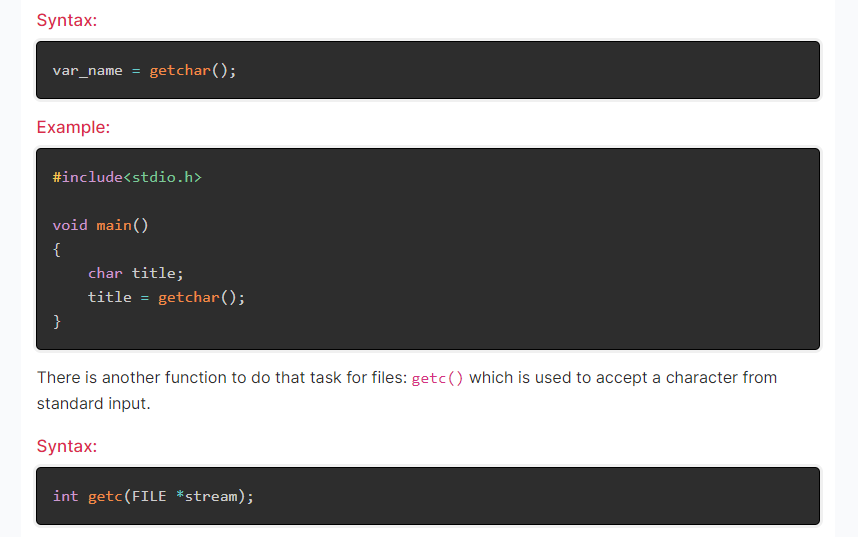 Syntax:
var_name = getchar();
Example:
#include<stdio.h>
void main()
{
char title;
title = getchar();
}
There is another function to do that task for files: getc() which is used to accept a character from
standard input.
Syntax:
int getc(FILE *stream);